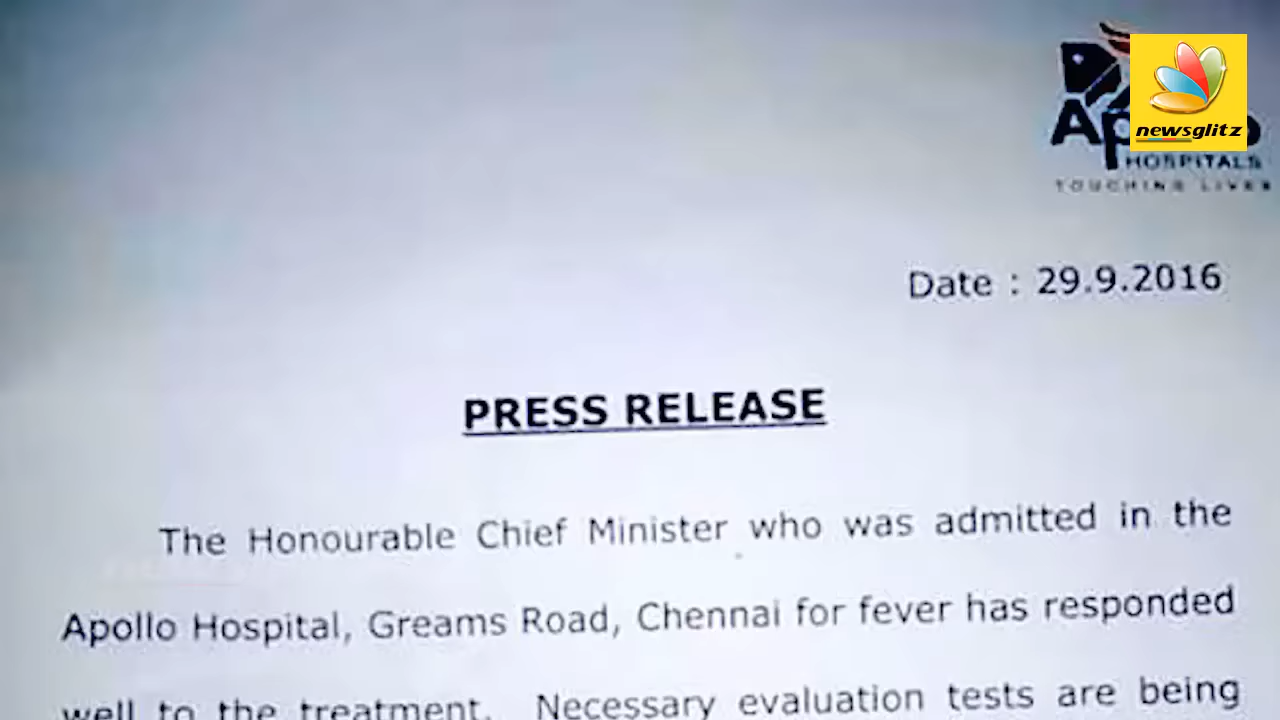 newsglitz
HOSPITALS
TOUCHING LIVES
Date : 29.9.2016
PRESS RELEASE
The Honourable Chief Minister who was admitted in the
Apollo Hospital, Greams Road, Chennai for fever has responded
well to the treatment. Necessary evaluation tests are being